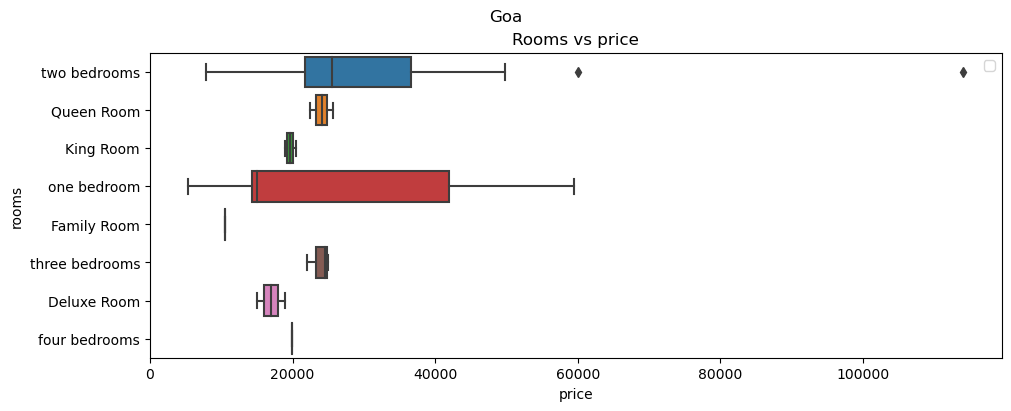 Goa
Rooms vs price
rooms
two bedrooms
Queen Room
King Room
one bedroom
Family Room
three bedrooms
Deluxe Room
four bedrooms
0 20000 40000 60000 80000 100000
price